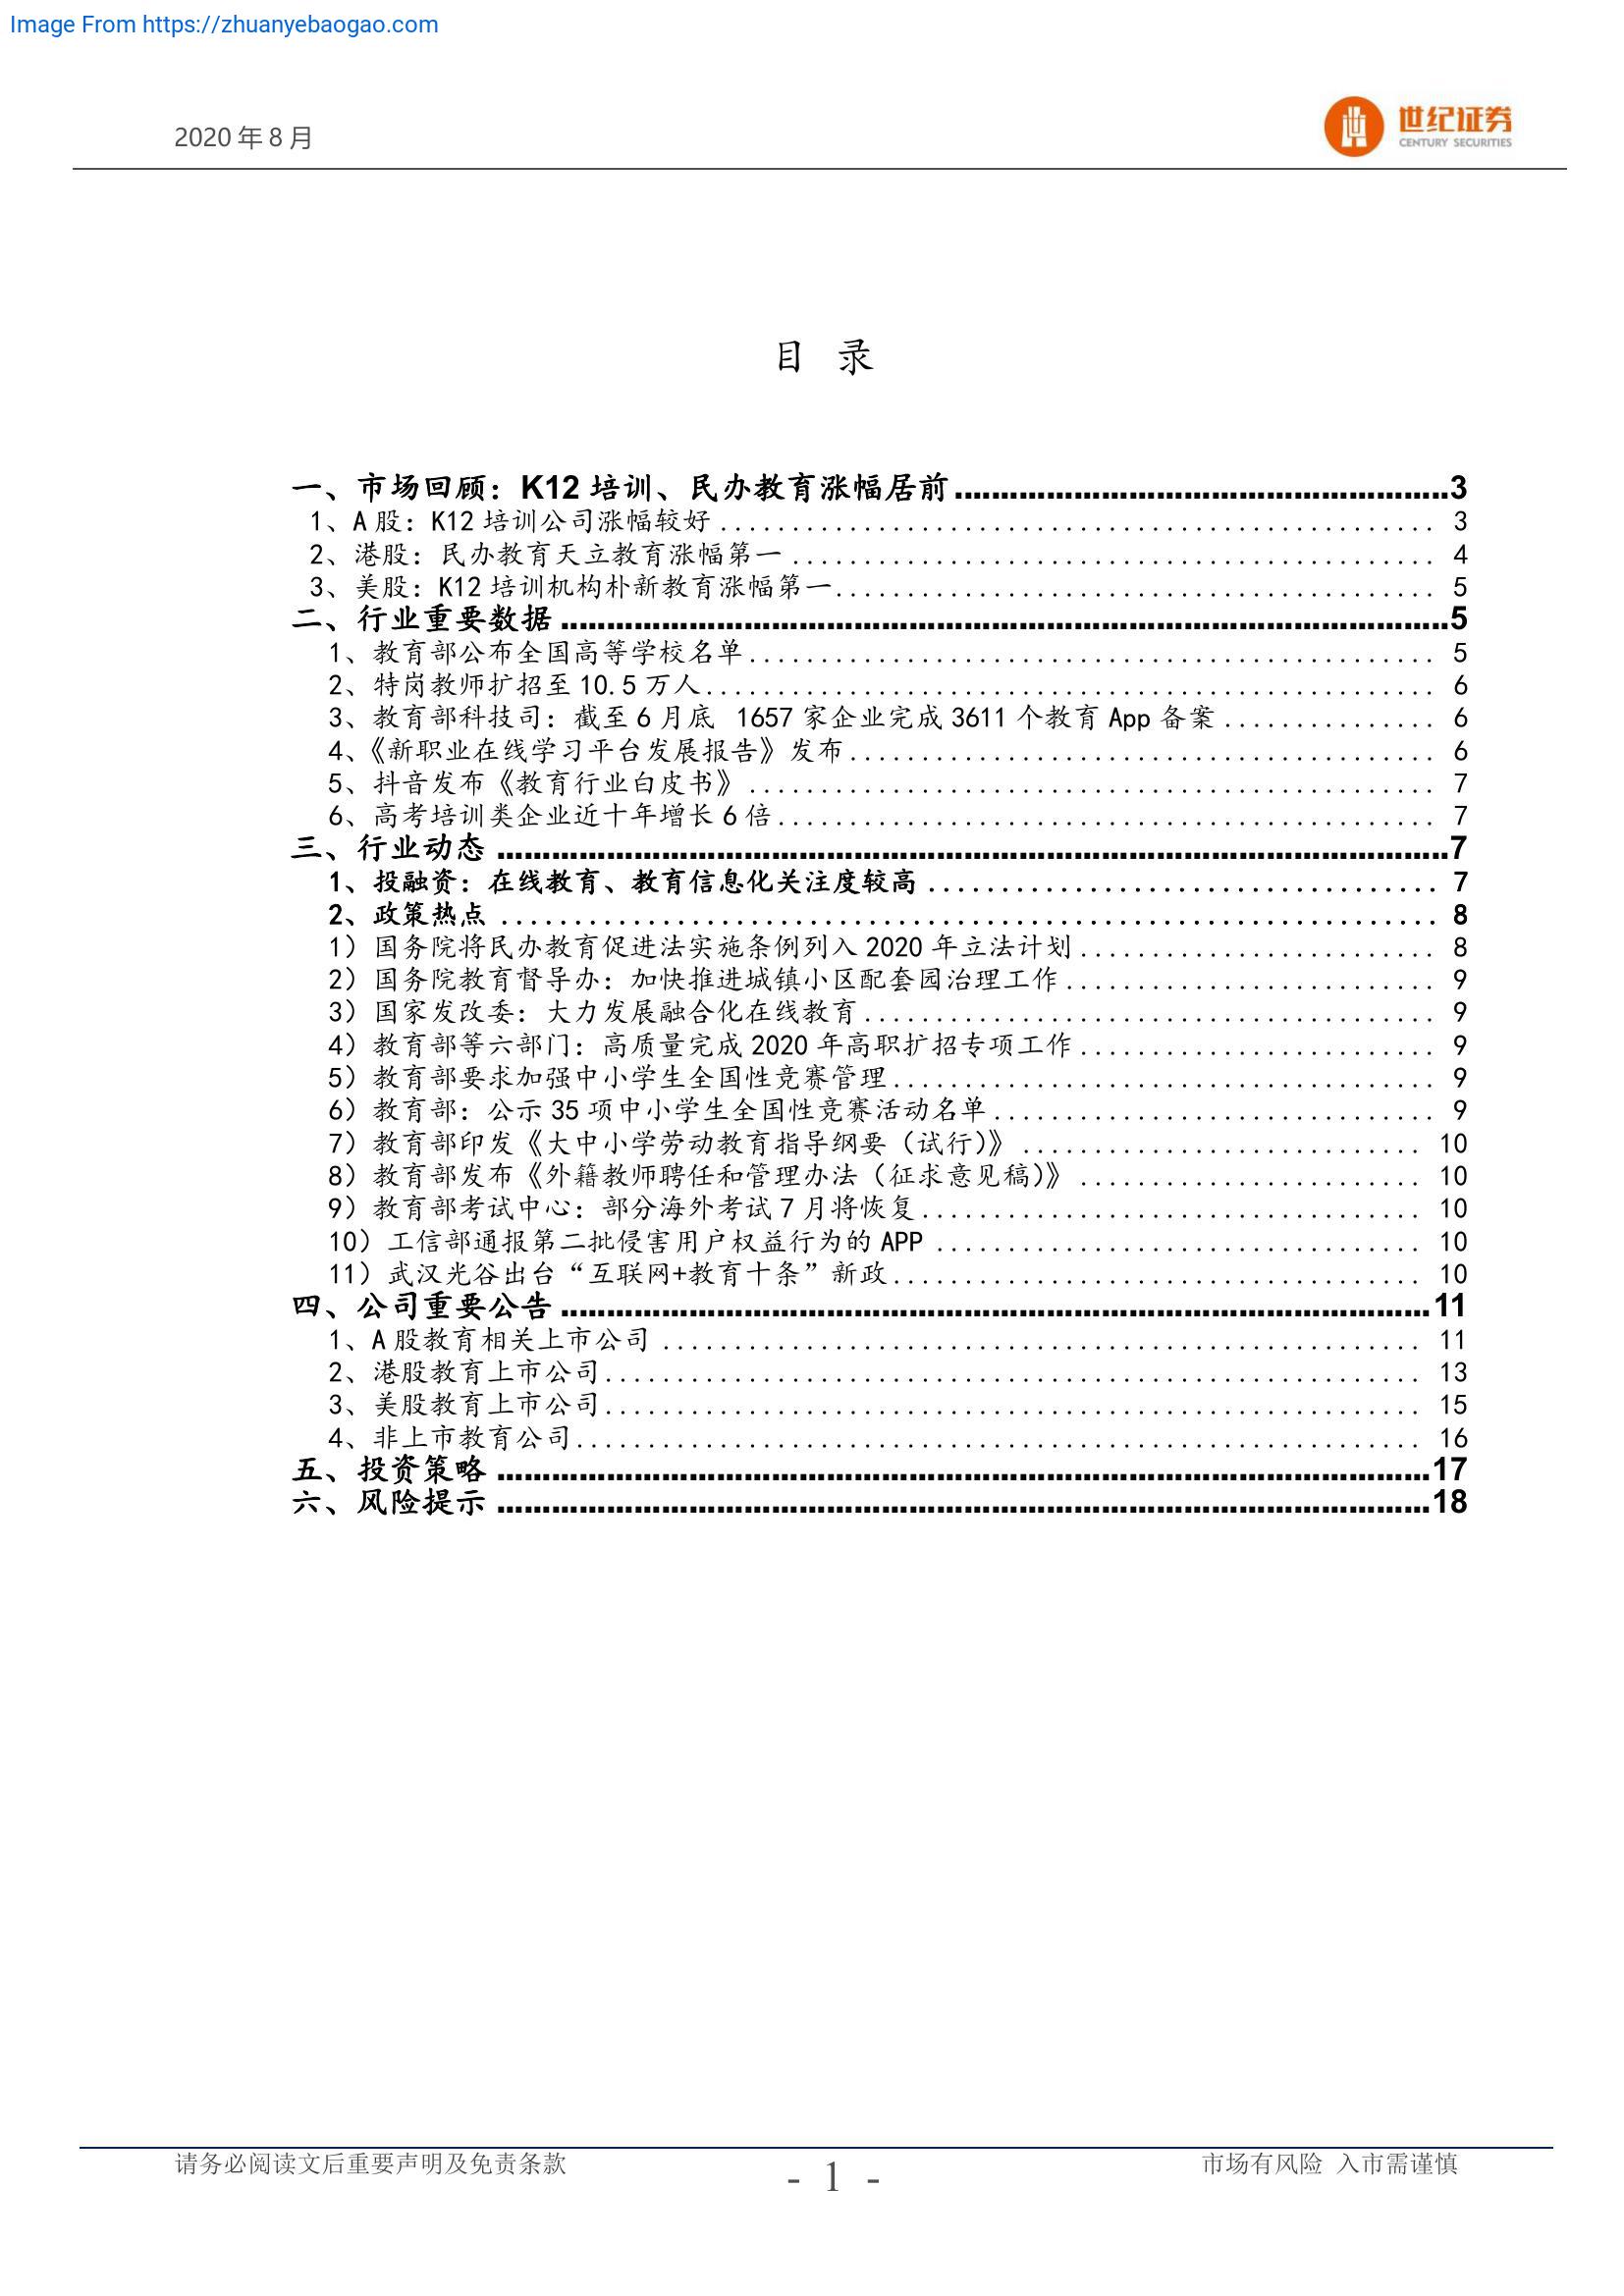 Image From https://zhuanyebaogao.com
2020 年 8 月
世纪证券
CENTURY SECURITIES
目 录
一、市场回顾：K12 培训、民办教育涨幅居前......3
1、A 股：K12 培训公司涨幅较好...... 3
2、港股：民办教育天立教育涨幅第一...... 4
3、美股：K12 培训机构朴新教育涨幅第一...... 5
二、行业重要数据......5
1、教育部公布全国高等学校名单...... 5
2、特岗教师扩招至 10.5 万人...... 6
3、教育部科技司：截至 6 月底 1657 家企业完成 3611 个教育 App 备案...... 6
4、《新职业在线学习平台发展报告》发布...... 6
5、抖音发布《教育行业白皮书》...... 7
6、高考培训类企业近十年增长 6 倍...... 7
三、行业动态......7
1、投融资：在线教育、教育信息化关注度较高...... 7
2、政策热点...... 8
1）国务院将民办教育促进法实施条例列入 2020 年立法计划...... 8
2）国务院教育督导办：加快推进城镇小区配套园治理工作...... 9
3）国家发改委：大力发展融合化在线教育...... 9
4）教育部等六部门：高质量完成 2020 年高职扩招专项工作...... 9
5）教育部要求加强中小学生全国性竞赛管理...... 9
6）教育部：公示 35 项中小学生全国性竞赛活动名单...... 9
7）教育部印发《大中小学劳动教育指导纲要（试行）》...... 10
8）教育部发布《外籍教师聘任和管理办法（征求意见稿）》...... 10
9）教育部考试中心：部分海外考试 7 月将恢复...... 10
10）工信部通报第二批侵害用户权益行为的 APP...... 10
11）武汉光谷出台“互联网+教育十条”新政...... 10
四、公司重要公告......11
1、A 股教育相关上市公司...... 11
2、港股教育上市公司...... 13
3、美股教育上市公司...... 15
4、非上市教育公司...... 16
五、投资策略......17
六、风险提示......18
请务必阅读文后重要声明及免责条款
- 1 -
市场有风险 入市需谨慎